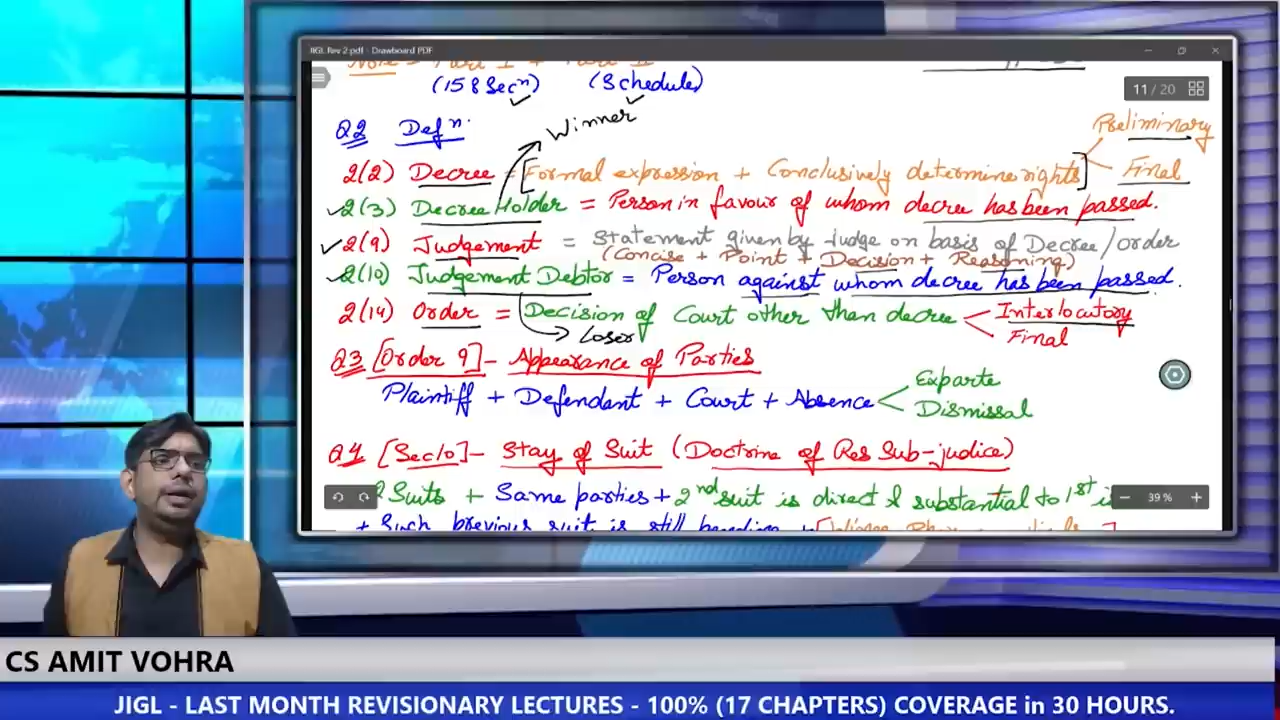 JIGL Rev 2.pdf - Drawboard PDF
(158 Secⁿ) (Schedule)
11 / 20
Q2 Defⁿ.
Winner
Preliminary
2(2) Decree = [Formal expression + Conclusively determine rights] Final
2(3) Decree Holder = Person in favour of whom decree has been passed.
2(9) Judgement = Statement given by Judge on basis of Decree/order
(Concise + Point + Decision + Reasoning)
2(10) Judgement Debtor = Person against whom decree has been passed.
2(14) Order = Decision of Court other than decree Interlocutory
Loser Final
Q3 [Order 9] - Appearance of Parties
Exparte
Plaintiff + Defendant + Court + Absence
Dismissal
Q4 [Sec10] - Stay of Suit (Doctrine of Res Sub-judice)
2 Suits + Same parties + 2nd suit is direct & substantial to 1st
39 %
+ Such previous suit is still pending
CS AMIT VOHRA
JIGL - LAST MONTH REVISIONARY LECTURES - 100% (17 CHAPTERS) COVERAGE in 30 HOURS.